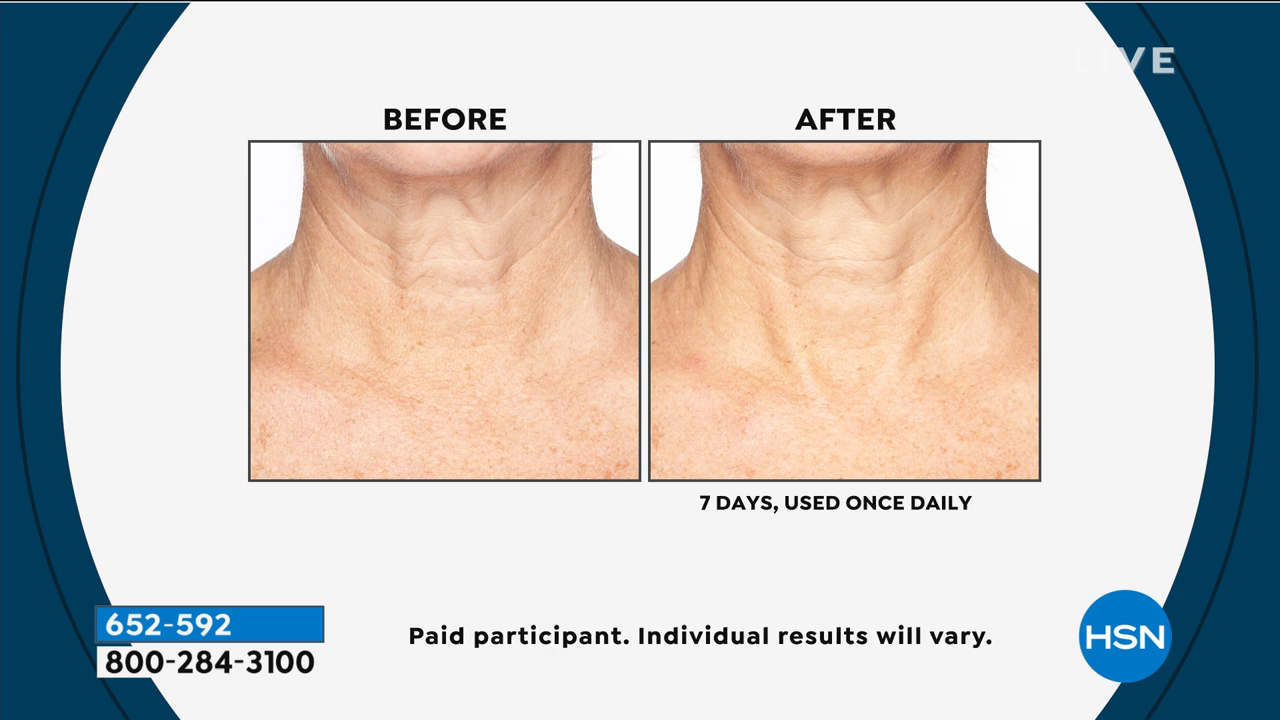 LIVE
BEFORE
AFTER
7 DAYS, USED ONCE DAILY
652-592
800-284-3100
Paid participant. Individual results will vary.
HSN